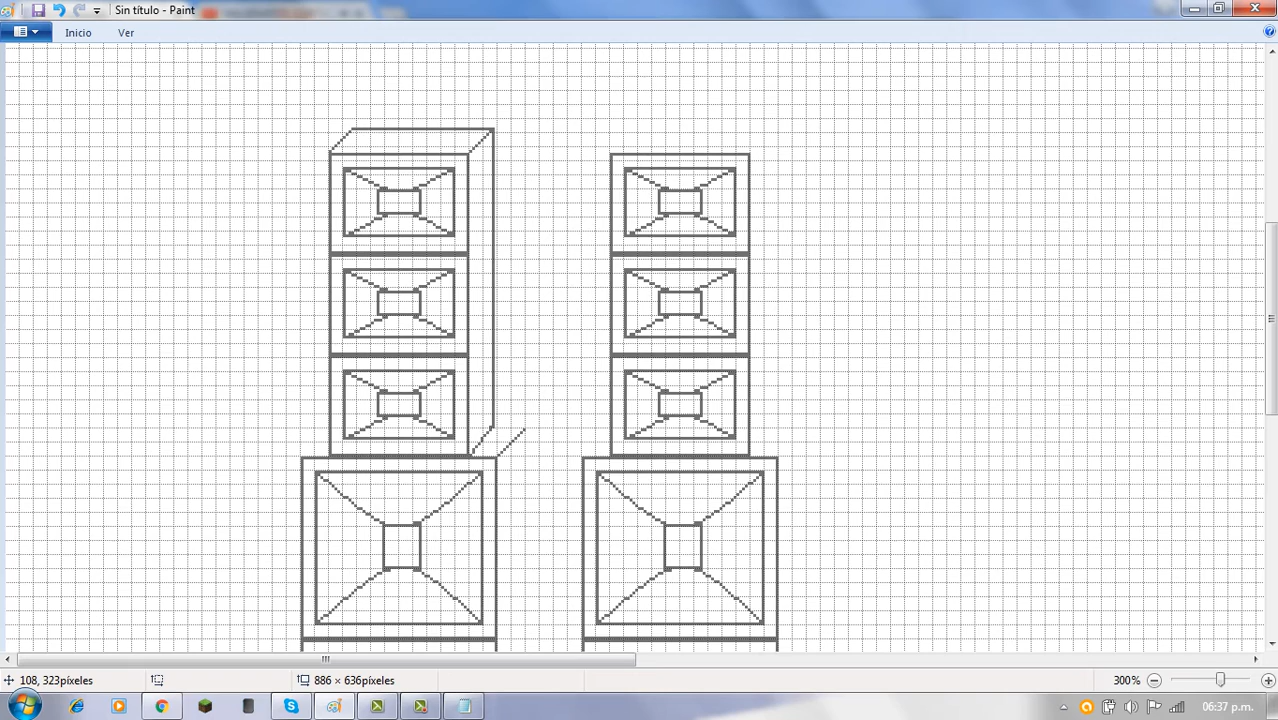 Sin título - Paint
Inicio Ver
108, 323píxeles 886 × 636píxeles 300%
06:37 p.m.